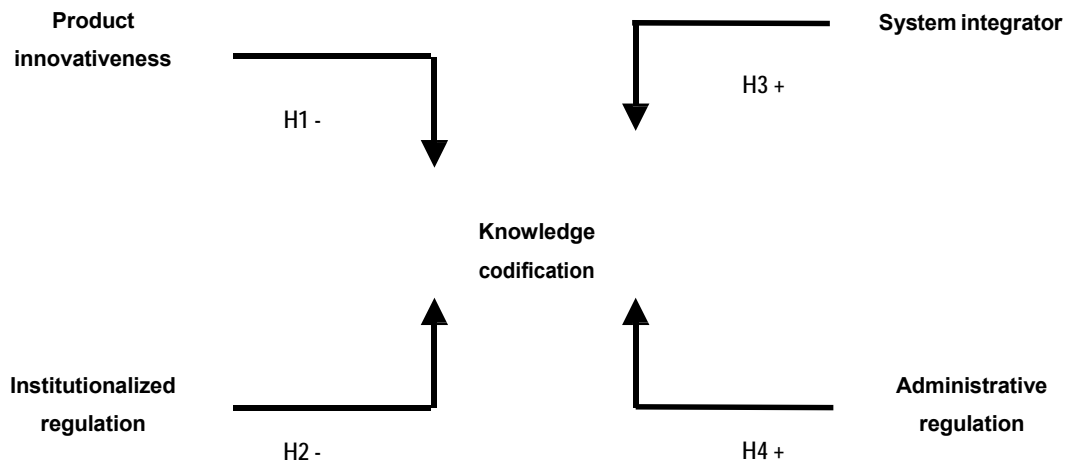 Product
innovativeness
H1 -
System integrator
H3 +
Knowledge
codification
Institutionalized
regulation
H2 -
Administrative
regulation
H4 +